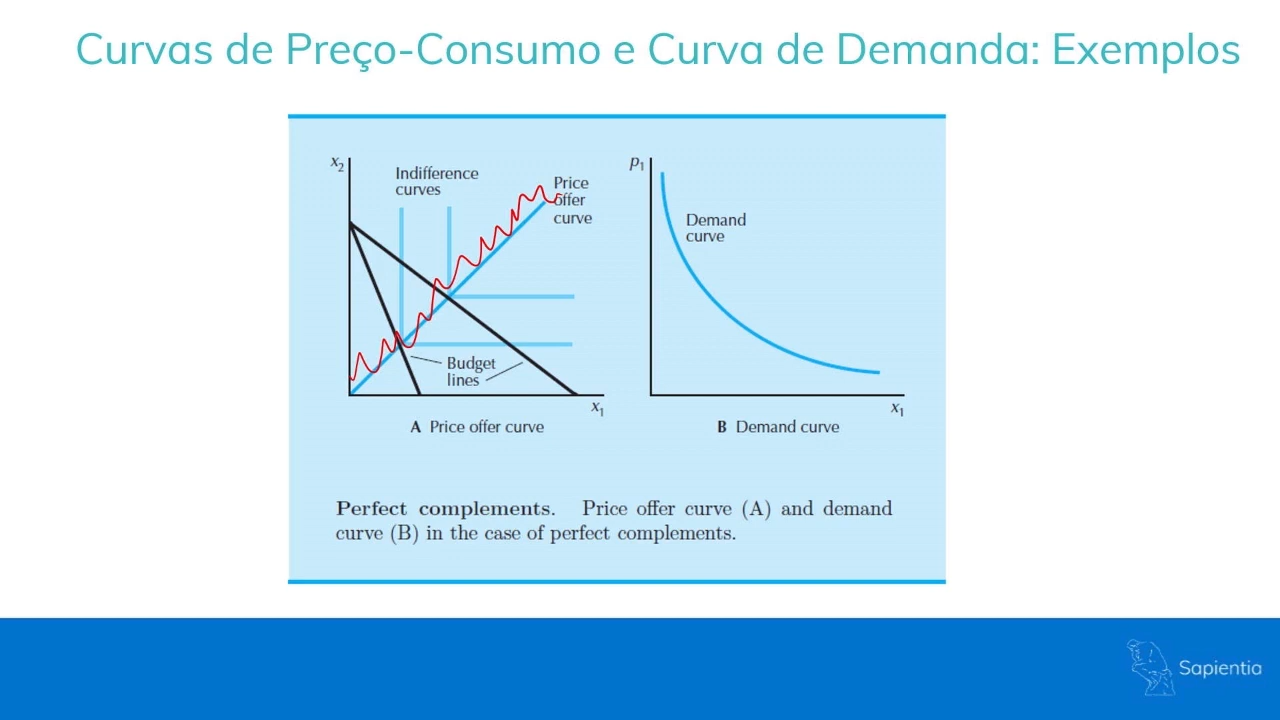 Curvas de Preço-Consumo e Curva de Demanda: Exemplos
x2
Indifference
curves
Price
offer
curve
Budget
lines
x1
A Price offer curve
p1
Demand
curve
x1
B Demand curve
Perfect complements. Price offer curve (A) and demand
curve (B) in the case of perfect complements.
Sapientia